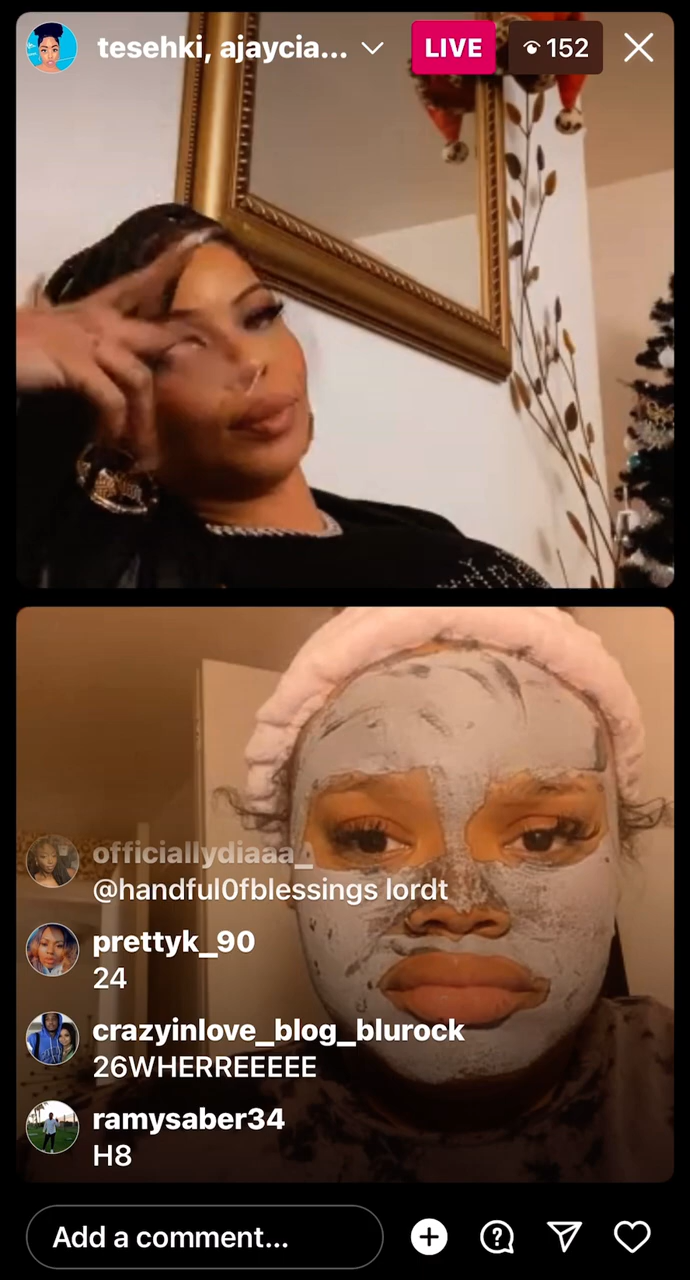 tesehki, ajaycia...
LIVE
152
officiallydiaaa_
@handful0fblessings lordt
prettyk_90
24
crazyinlove_blog_blurock
26WHERREEEEE
ramysaber34
H8
Add a comment...